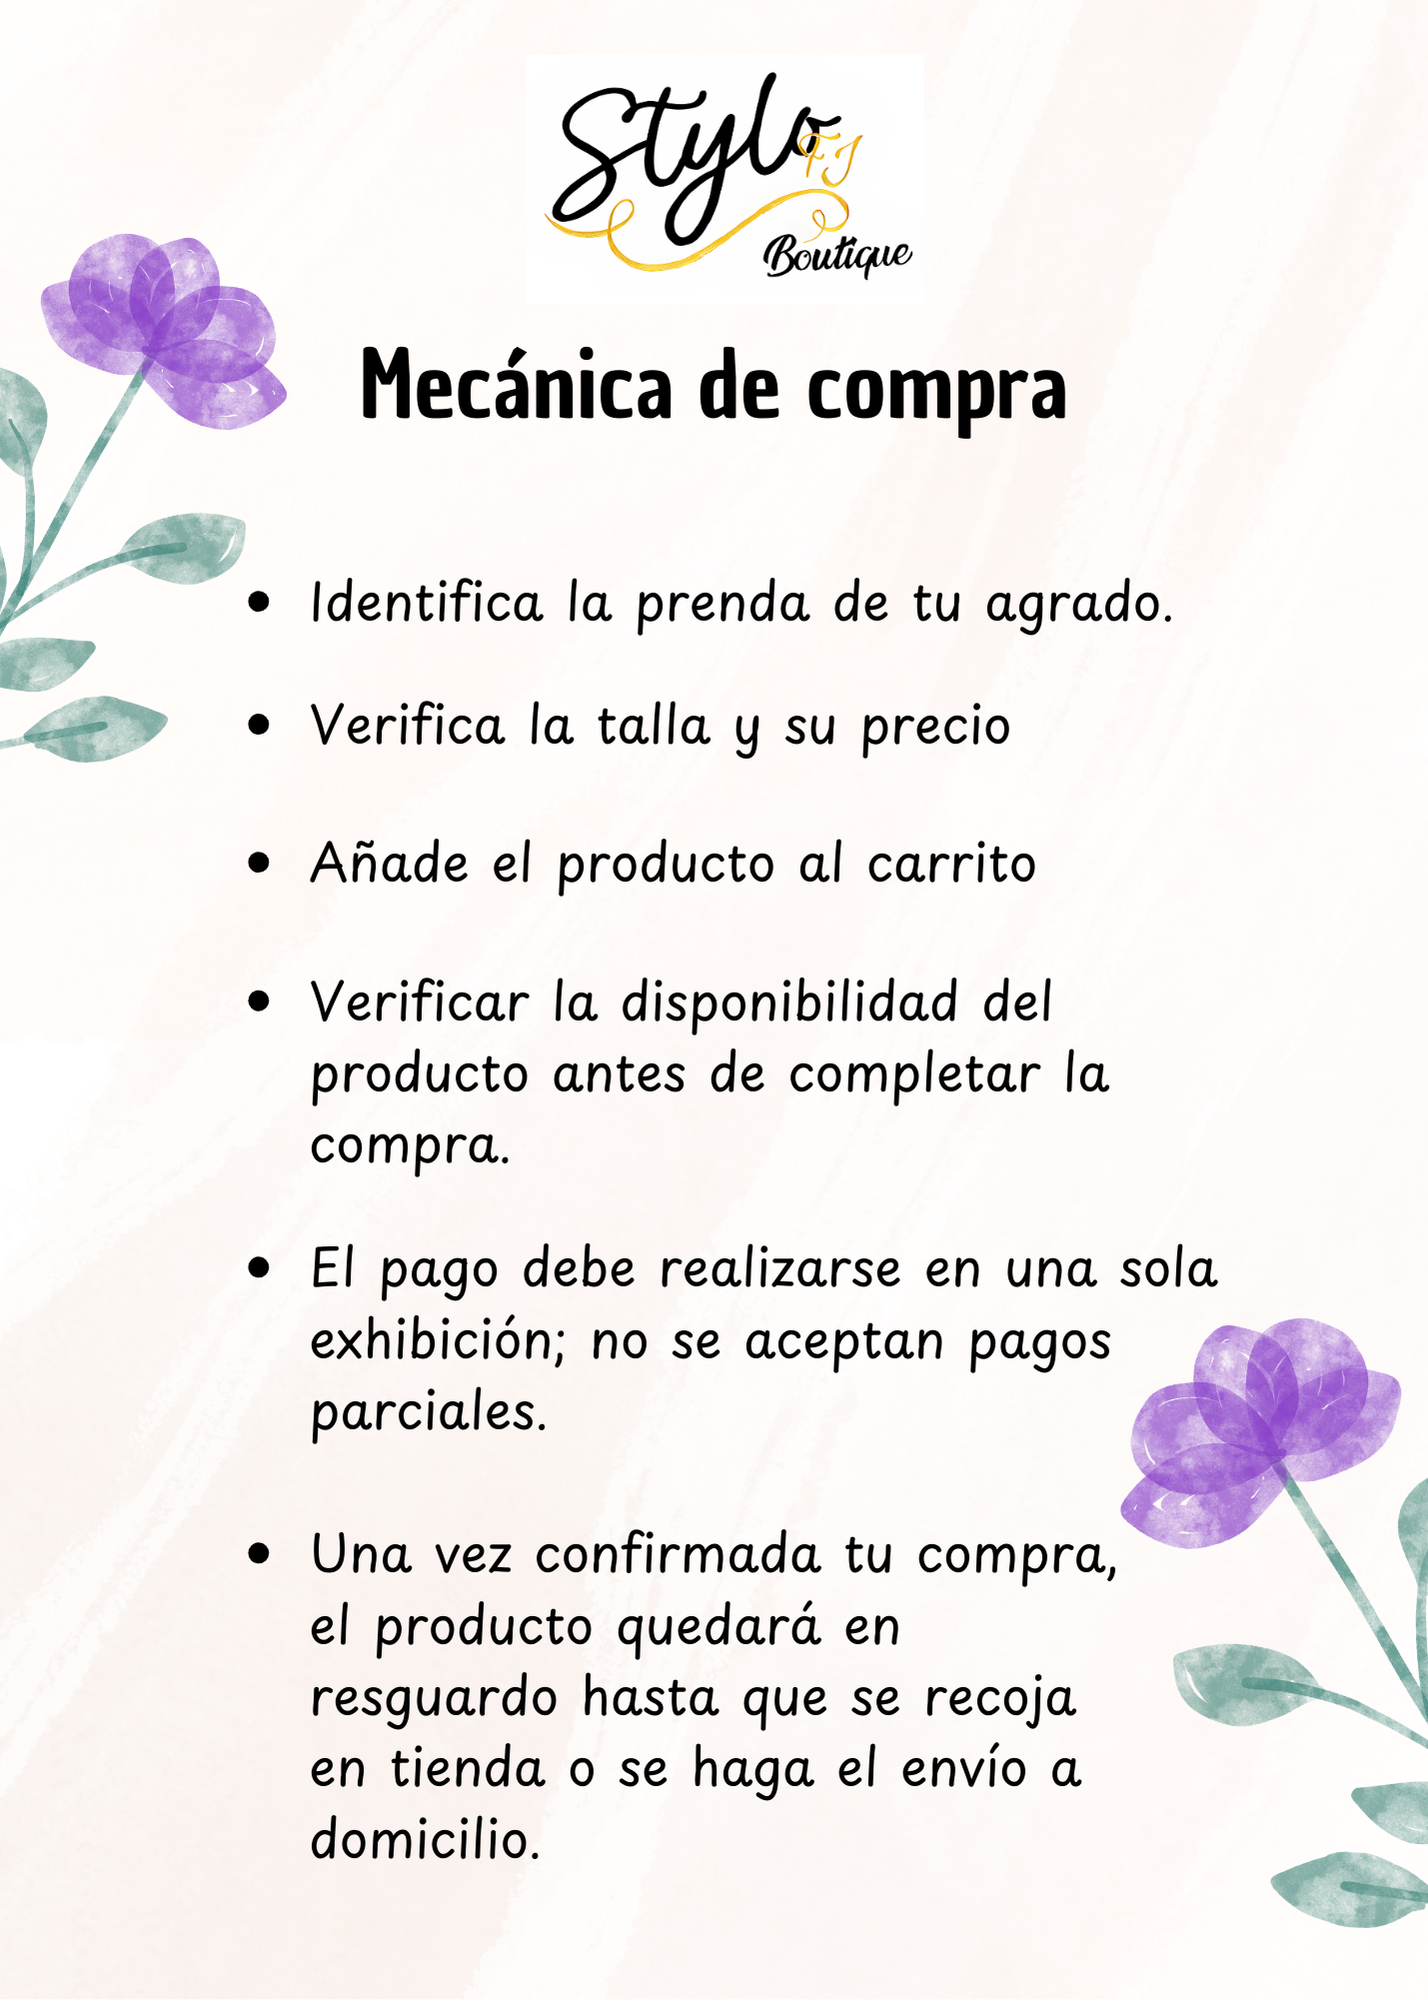 Stylo
FJ
Boutique
Mecánica de compra
• Identifica la prenda de tu agrado.
• Verifica la talla y su precio
• Añade el producto al carrito
• Verificar la disponibilidad del
producto antes de completar la
compra.
• El pago debe realizarse en una sola
exhibición; no se aceptan pagos
parciales.
• Una vez confirmada tu compra,
el producto quedará en
resguardo hasta que se recoja
en tienda o se haga el envío a
domicilio.